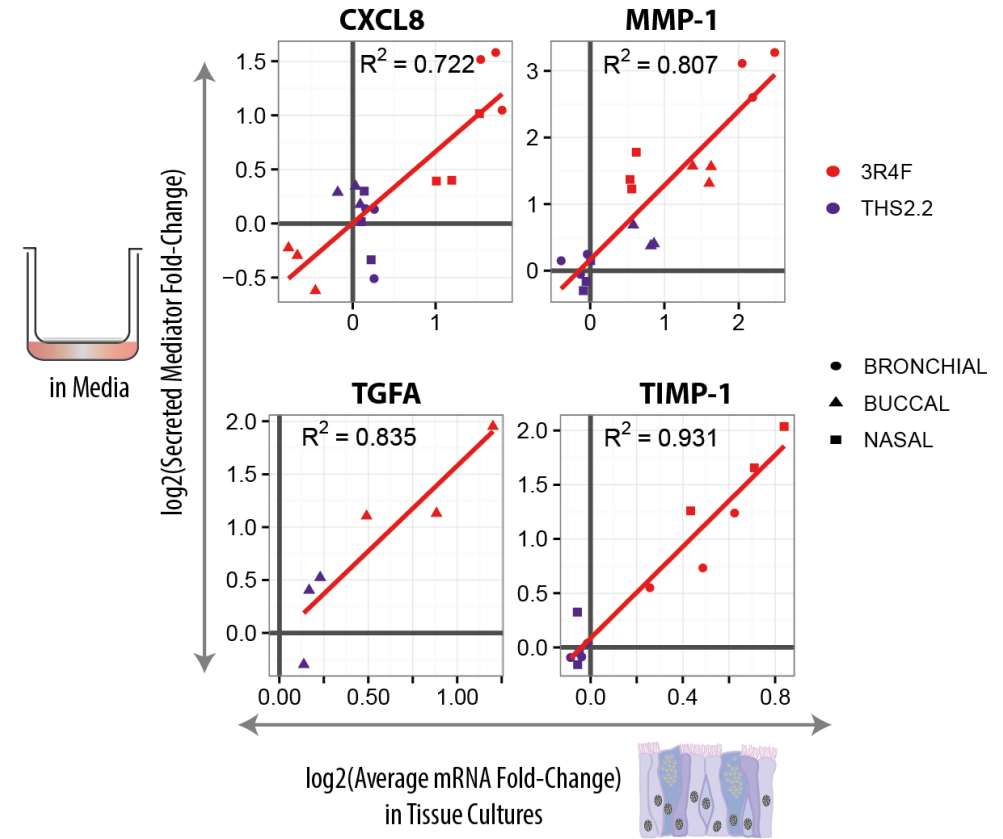 CXCL8
R2 = 0.722
1.5
1.0
0.5
0.0
−0.5
0
1
MMP-1
R2 = 0.807
3
2
1
0
0
1
2
3R4F
THS2.2
BRONCHIAL
BUCCAL
NASAL
log2(Secreted Mediator Fold-Change)
in Media
TGFA
R2 = 0.835
2.0
1.5
1.0
0.5
0.0
0.00
0.50
1.00
TIMP-1
R2 = 0.931
2.0
1.5
1.0
0.5
0.0
0.0
0.4
0.8
log2(Average mRNA Fold-Change)
in Tissue Cultures